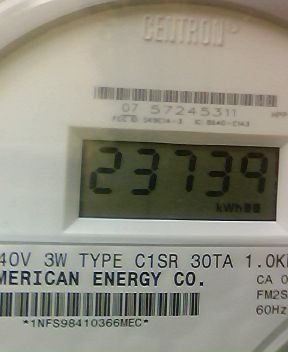 CENTRON
07 57245311
23739
kWh
40V 3W TYPE C1SR 30TA 1.0K
MERICAN ENERGY CO.
CA 0
FM2S
60Hz
*1NFS98410366MEC*